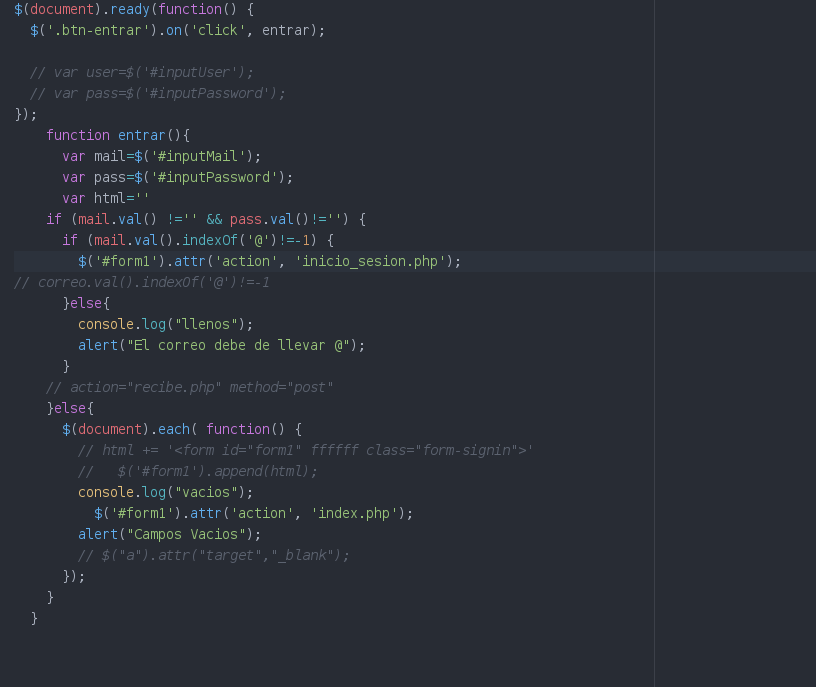 $(document).ready(function() {
  $('.btn-entrar').on('click', entrar);

  // var user=$('#inputUser');
  // var pass=$('#inputPassword');
});
    function entrar(){
      var mail=$('#inputMail');
      var pass=$('#inputPassword');
      var html=''
    if (mail.val() !='' && pass.val()!='') {
      if (mail.val().indexOf('@')!=-1) {
        $('#form1').attr('action', 'inicio_sesion.php');
// correo.val().indexOf('@')!=-1
      }else{
        console.log("llenos");
        alert("El correo debe de llevar @");
      }
    // action="recibe.php" method="post"
    }else{
      $(document).each( function() {
        // html += '<form id="form1" ffffff class="form-signin">'
        //   $('#form1').append(html);
        console.log("vacios");
          $('#form1').attr('action', 'index.php');
        alert("Campos Vacios");
        // $("a").attr("target","_blank");
      });
    }
  }